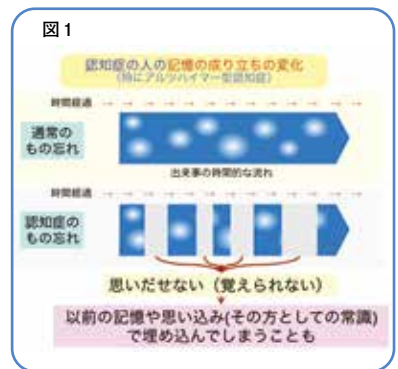 図1
認知症の人の記憶の成り立ちの変化
(特にアルツハイマー型認知症)
時間経過
通常の
もの忘れ
出来事の時間的な流れ
時間経過
認知症の
もの忘れ
思いだせない(覚えられない)
以前の記憶や思い込み(その方としての常識)
で埋め込んでしまうことも